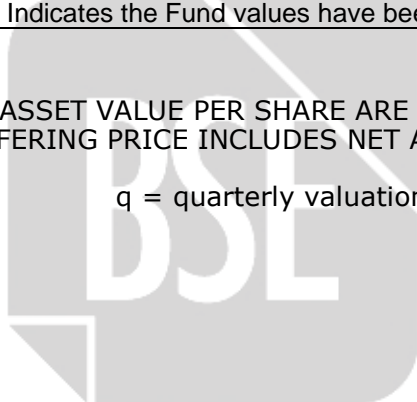 Indicates the Fund values have bee
ASSET VALUE PER SHARE ARE
FERING PRICE INCLUDES NET A
q = quarterly valuation
BSE